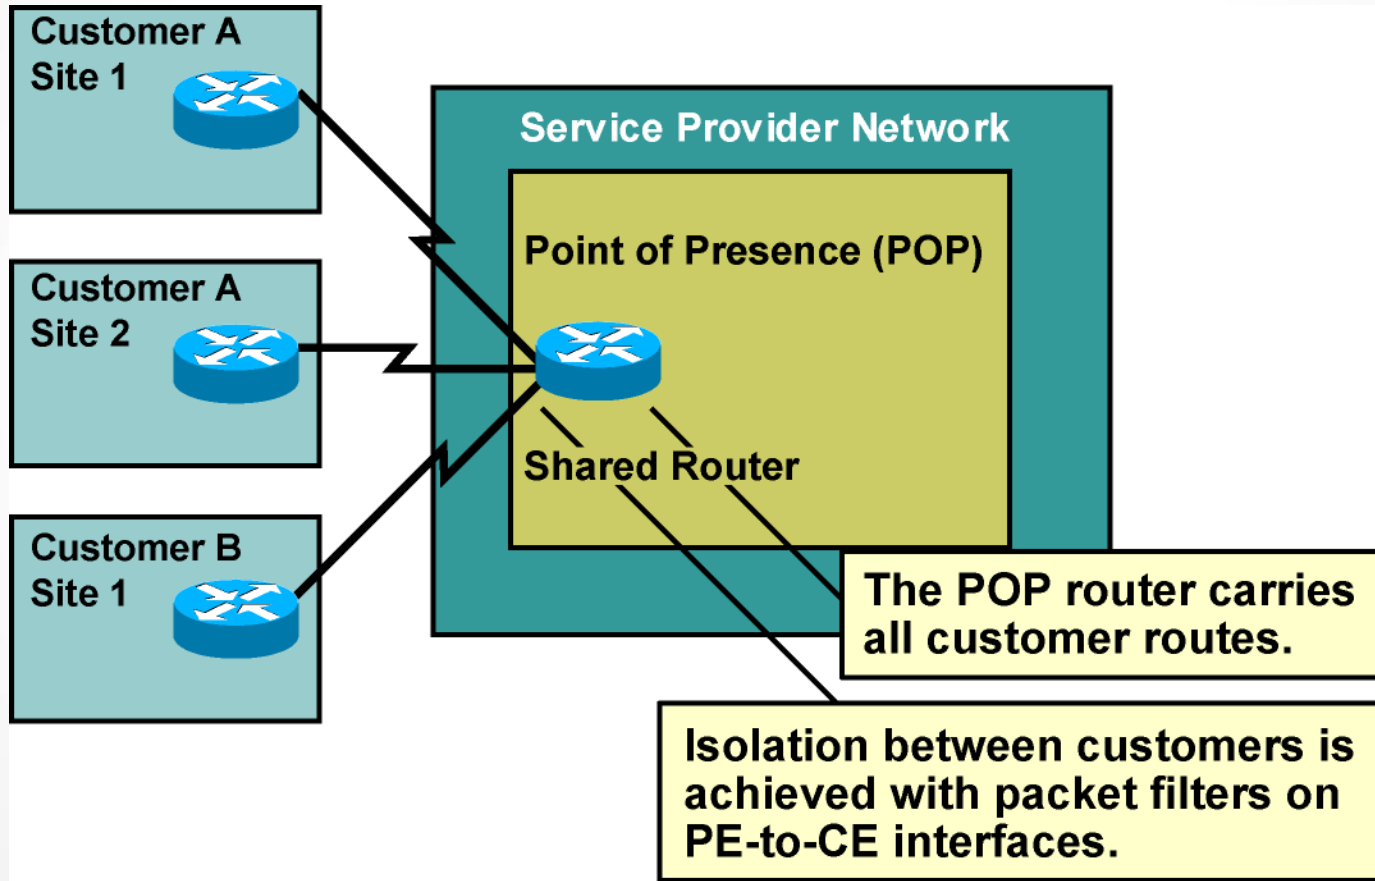 Customer A
Site 1
Service Provider Network
Point of Presence (POP)
Customer A
Site 2
Shared Router
Customer B
Site 1
The POP router carries
all customer routes.
Isolation between customers is
achieved with packet filters on
PE-to-CE interfaces.